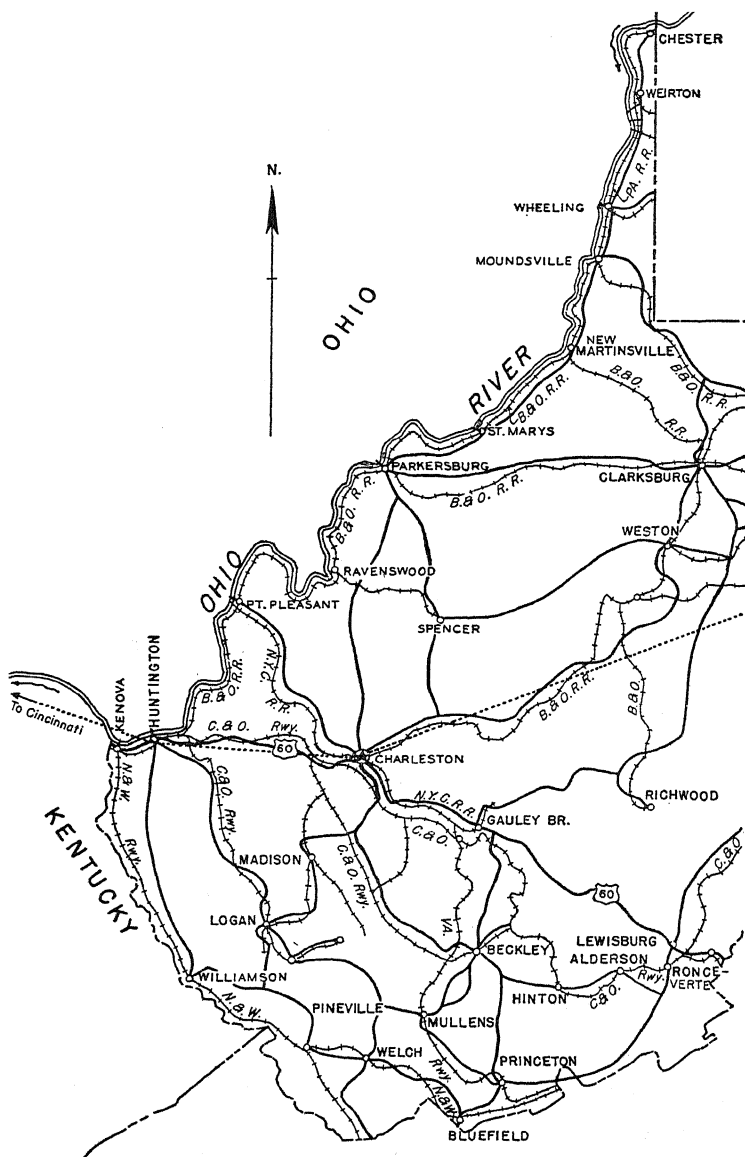 CHESTER
WEIRTON
N.
PA. R.R.
WHEELING
MOUNDSVILLE
OHIO
NEW
MARTINSVILLE
RIVER
B.&O.
R.R.
B.&O. R.R.
B.&O.R.R.
ST. MARYS
PARKERSBURG
CLARKSBURG
B.&O. R.R.
B.&O. R.R.
WESTON
RAVENSWOOD
OHIO
PT. PLEASANT
SPENCER
N.Y.C.
R.R.
B.&O.R.R.
B.&O.R.R.
B.&O.
KENOVA
HUNTINGTON
To Cincinnati
C.&O. Rwy.
60
CHARLESTON
N.&W.
Rwy.
C.&O. Rwy.
N.Y.C.R.R.
RICHWOOD
GAULEY BR.
C.&O.
KENTUCKY
MADISON
C.&O. Rwy.
C.&O
60
LOGAN
VA.
BECKLEY
LEWISBURG
ALDERSON
Rwy.
RONCE-
VERTE
WILLIAMSON
HINTON
C.&O.
N.&W.
PINEVILLE
MULLENS
WELCH
Rwy.
PRINCETON
N.&W.
BLUEFIELD